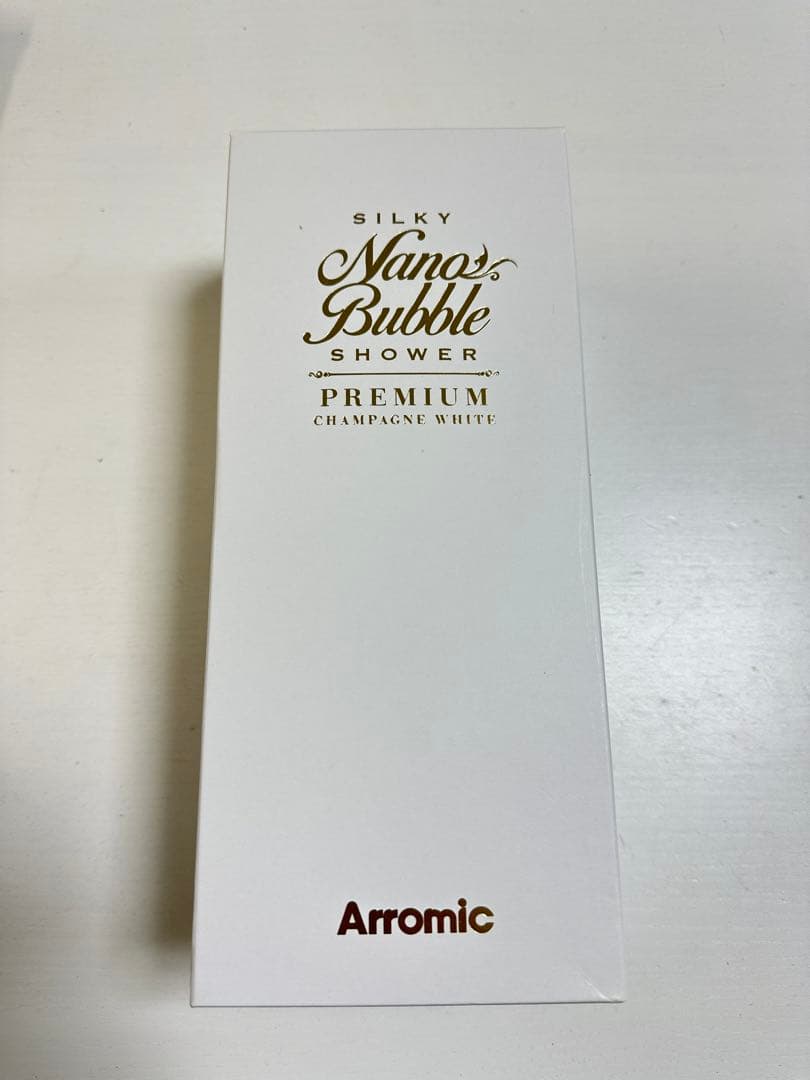 SILKY
Nano
Bubble
SHOWER
PREMIUM
CHAMPAGNE WHITE
Arromic